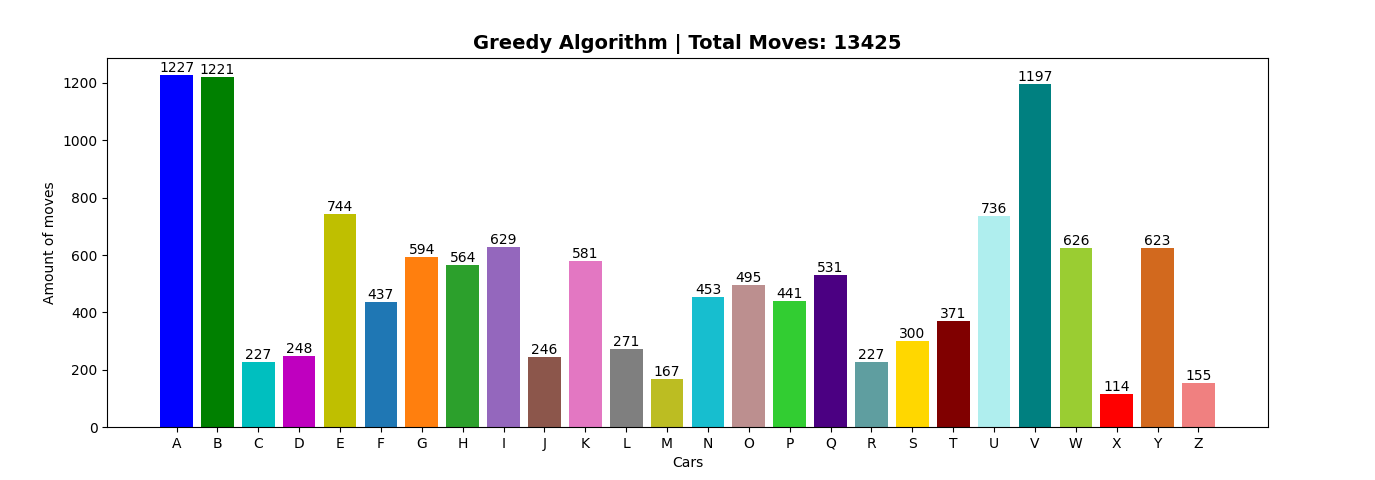 Greedy Algorithm | Total Moves: 13425
Amount of moves
1200
1000
800
600
400
200
0
1227 1221 227 248 744 437 594 564 629 246 581 271 167 453 495 441 531 227 300 371 736 1197 626 114 623 155
A B C D E F G H I J K L M N O P Q R S T U V W X Y Z
Cars